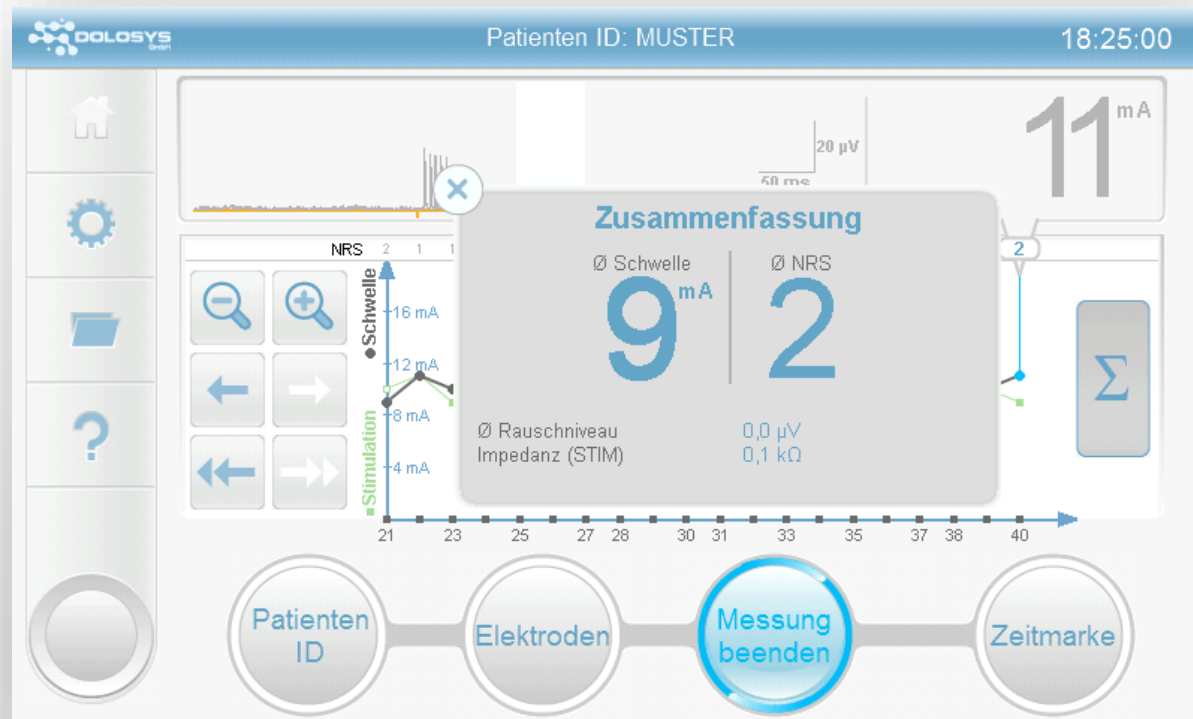 DOLOSYS
GmbH
Patienten ID: MUSTER
18:25:00
20 µV
50 ms
11 mA
Zusammenfassung
Ø Schwelle
Ø NRS
9 mA
2
Ø Rauschniveau
0,0 µV
Impedanz (STIM)
0,1 kΩ
NRS
2
1
1
2
Schwelle
Stimulation
16 mA
12 mA
8 mA
4 mA
21
23
25
27
28
30
31
33
35
37
38
40
?
Σ
Patienten
ID
Elektroden
Messung
beenden
Zeitmarke